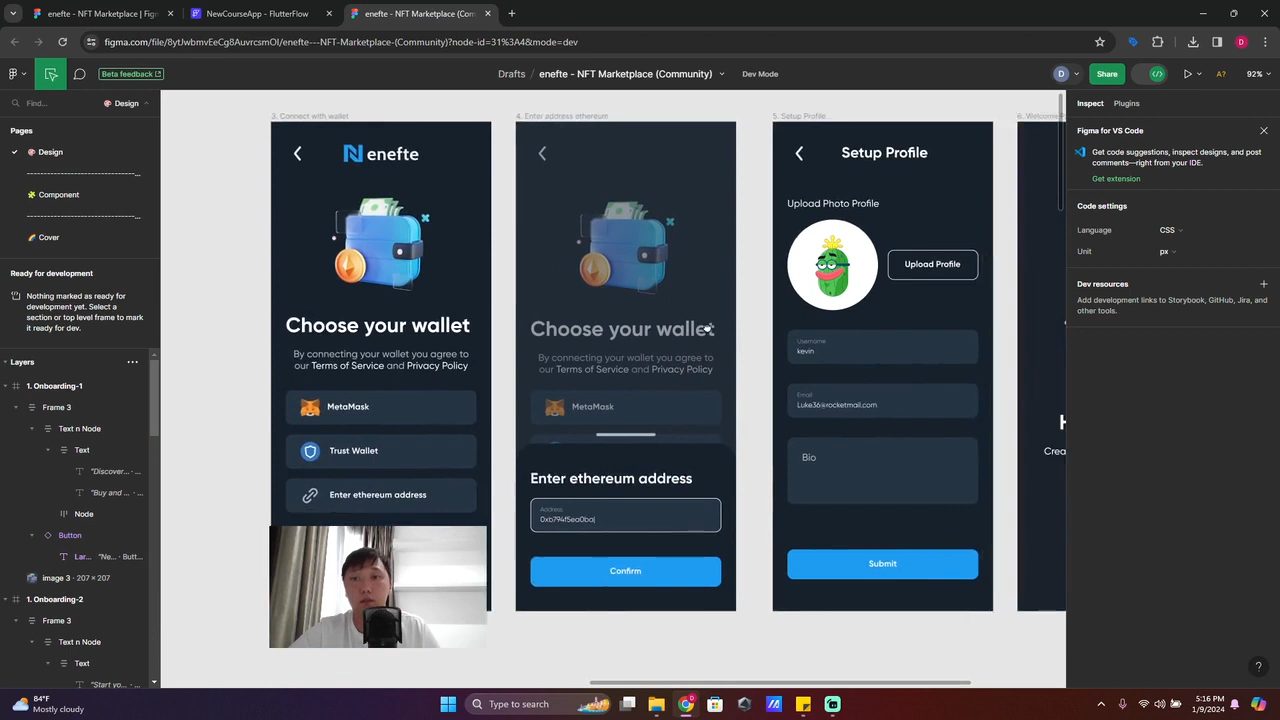 enefte - NFT Marketplace | Figm
NewCourseApp - FlutterFlow
enefte - NFT Marketplace (Com
figma.com/file/8ytJwbmvEeCg8AuvrcsmOI/enefte---NFT-Marketplace-(Community)?node-id=31%3A4&mode=dev
Beta feedback
Drafts / enefte - NFT Marketplace (Community)
Dev Mode
D
Share
A?
92%
Find...
Design
Pages
Design
Component
Cover
Ready for development
Nothing marked as ready for
development yet. Select a
section or top level frame to mark
it ready for dev.
Layers
1. Onboarding-1
Frame 3
Text n Node
Text
"Discover...
"Buy and ...
Node
Button
Lar... "Ne... · Butt...
image 3 · 207 × 207
1. Onboarding-2
Frame 3
Text n Node
Text
"Start yo...
3. Connect with wallet
enefte
Choose your wallet
By connecting your wallet you agree to
our Terms of Service and Privacy Policy
MetaMask
Trust Wallet
Enter ethereum address
4. Enter address ethereum
Choose your wallet
By connecting your wallet you agree to
our Terms of Service and Privacy Policy
MetaMask
Enter ethereum address
Address
0xb794f5ea0ba|
Confirm
5. Setup Profile
Setup Profile
Upload Photo Profile
Upload Profile
Username
kevin
Email
Luke36@rocketmail.com
Bio
Submit
6. Welcome
H
Crea
Inspect
Plugins
Figma for VS Code
Get code suggestions, inspect designs, and post
comments—right from your IDE.
Get extension
Code settings
Language
CSS
Unit
px
Dev resources
Add development links to Storybook, GitHub, Jira, and
other tools.
84°F
Mostly cloudy
Type to search
5:16 PM
1/9/2024